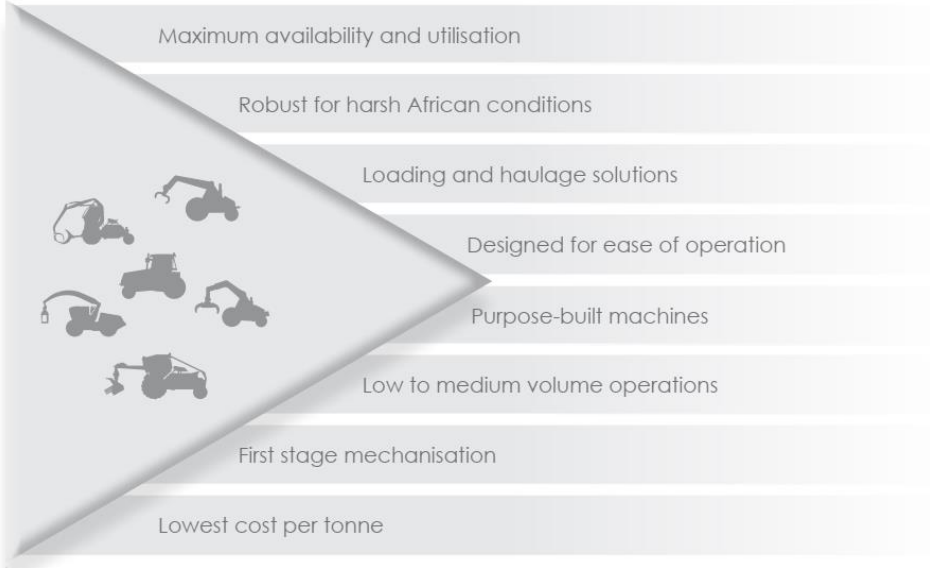 Maximum availability and utilisation
Robust for harsh African conditions
Loading and haulage solutions
Designed for ease of operation
Purpose-built machines
Low to medium volume operations
First stage mechanisation
Lowest cost per tonne